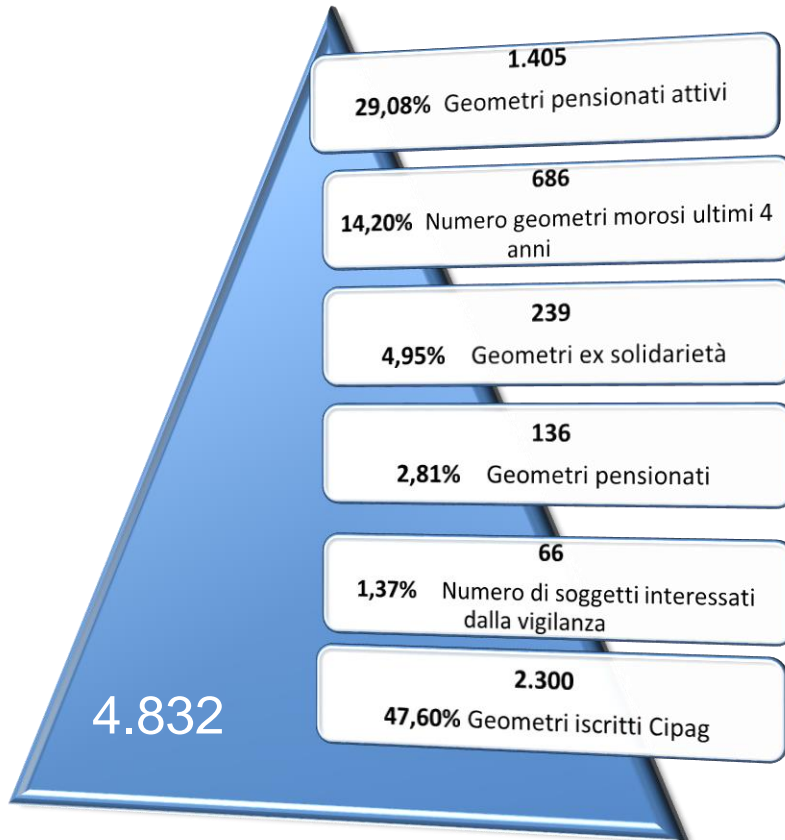 1.405
29,08% Geometri pensionati attivi
686
14,20% Numero geometri morosi ultimi 4
anni
239
4,95% Geometri ex solidarietà
136
2,81% Geometri pensionati
66
1,37% Numero di soggetti interessati
dalla vigilanza
2.300
47,60% Geometri iscritti Cipag
4.832